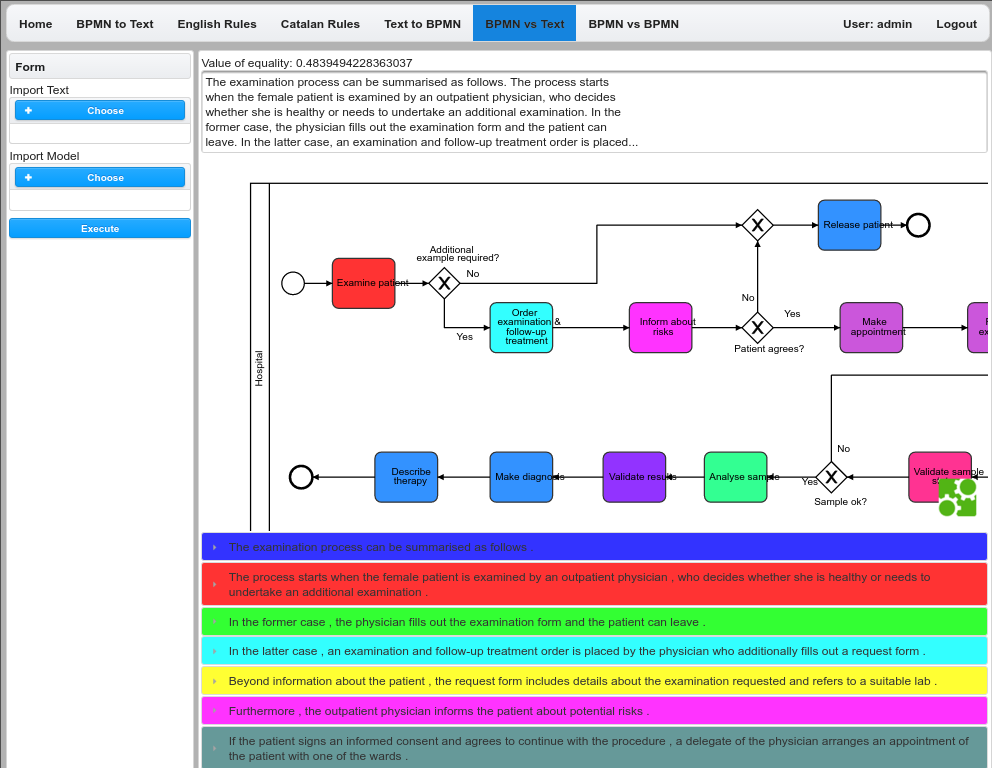 Home BPMN to Text English Rules Catalan Rules Text to BPMN BPMN vs Text BPMN vs BPMN User: admin Logout
Form
Import Text
Choose
Import Model
Choose
Execute
Value of equality: 0.4839494228363037
The examination process can be summarised as follows. The process starts
when the female patient is examined by an outpatient physician, who decides
whether she is healthy or needs to undertake an additional examination. In the
former case, the physician fills out the examination form and the patient can
leave. In the latter case, an examination and follow-up treatment order is placed...
Hospital
Examine patient
Additional
example required?
No
Yes
Order
examination &
follow-up
treatment
Inform about
risks
X
No
Yes
Patient agrees?
X
X
Release patient
Make
appointment
Describe
therapy
Make diagnosis
Validate results
Analyse sample
Yes
X
No
Sample ok?
Validate sample
The examination process can be summarised as follows .
The process starts when the female patient is examined by an outpatient physician , who decides whether she is healthy or needs to
undertake an additional examination .
In the former case , the physician fills out the examination form and the patient can leave .
In the latter case , an examination and follow-up treatment order is placed by the physician who additionally fills out a request form .
Beyond information about the patient , the request form includes details about the examination requested and refers to a suitable lab .
Furthermore , the outpatient physician informs the patient about potential risks .
If the patient signs an informed consent and agrees to continue with the procedure , a delegate of the physician arranges an appointment of
the patient with one of the wards .